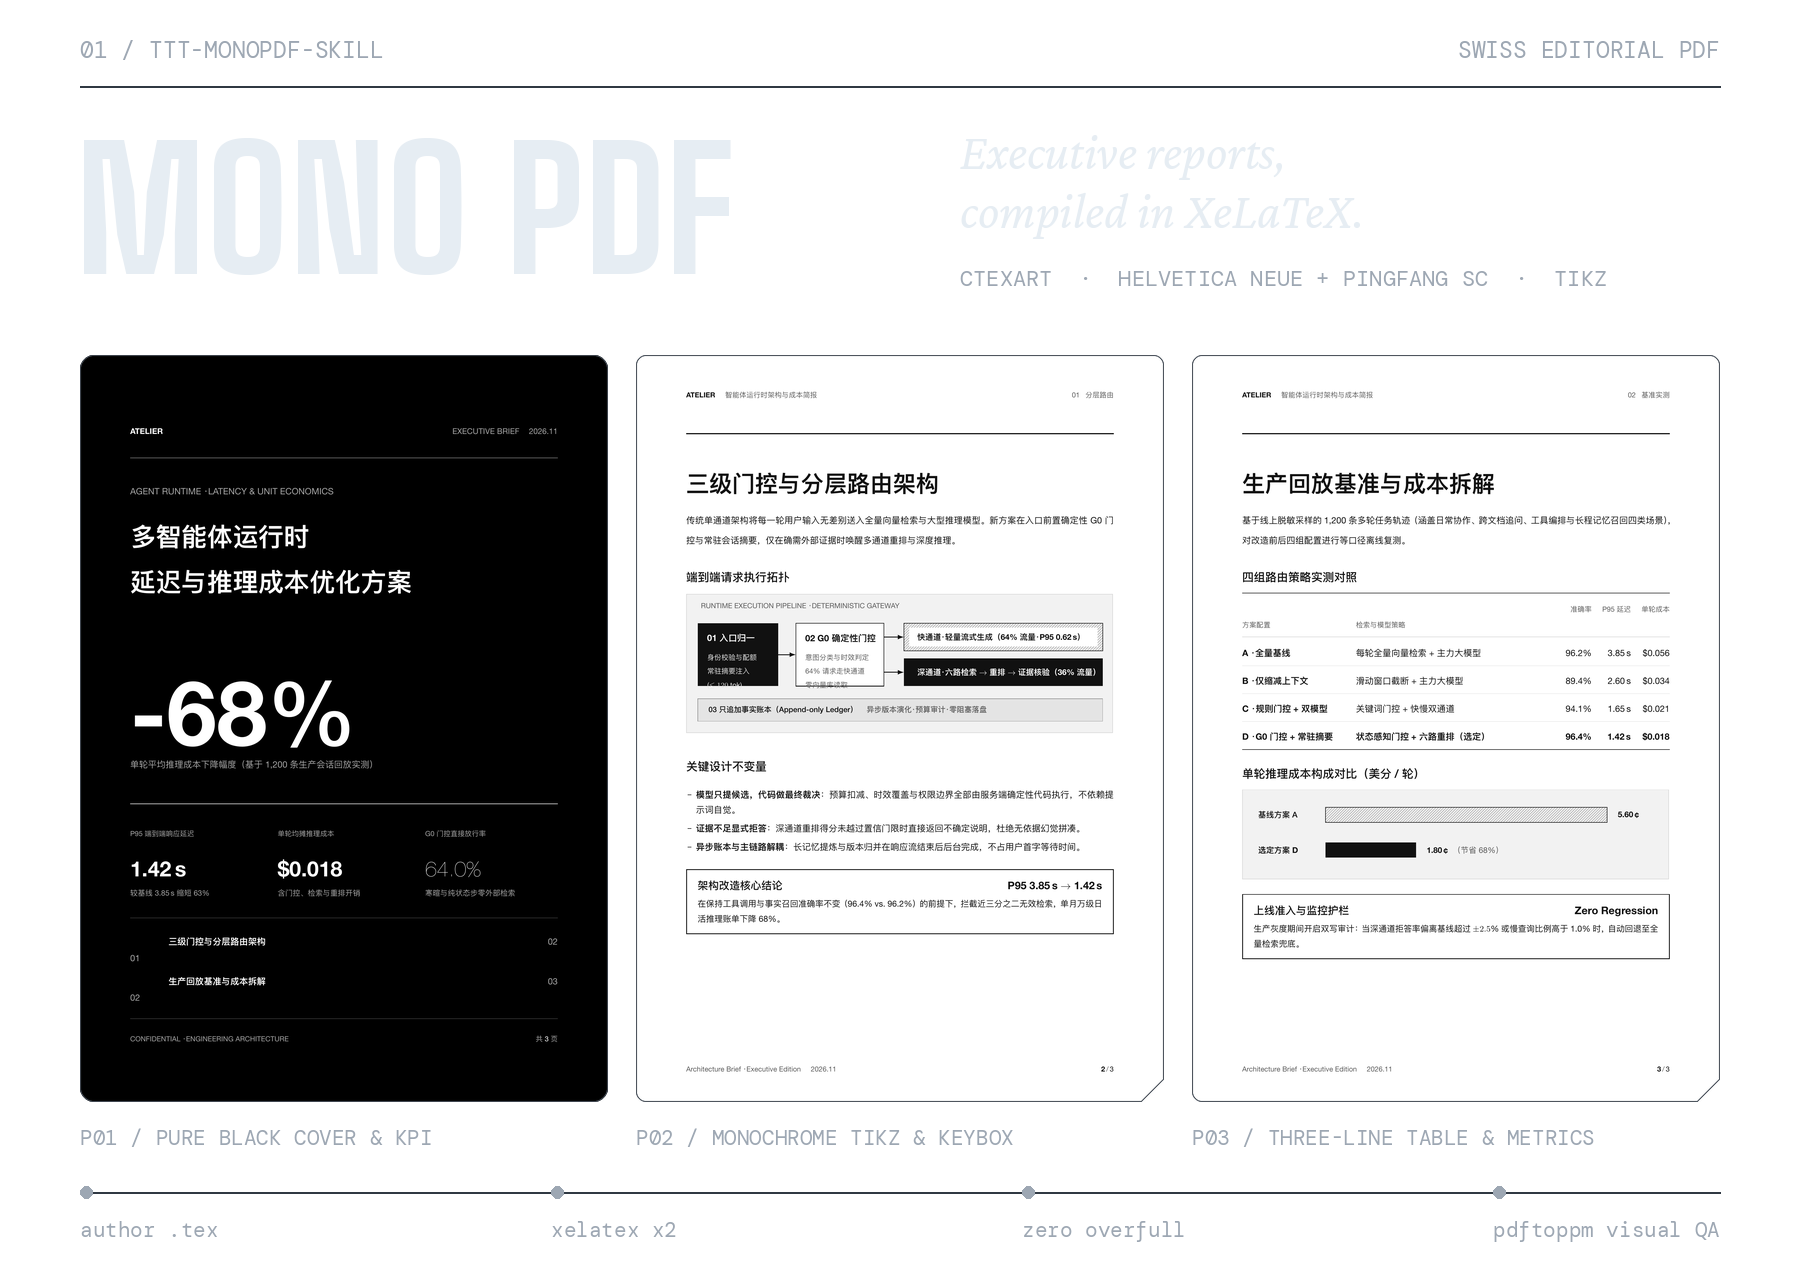 01 / TTT-MONOPDF-SKILL
SWISS EDITORIAL PDF
MONO PDF
Executive reports,
compiled in XeLaTeX.
CTEXART · HELVETICA NEUE + PINGFANG SC · TIKZ
ATELIER
EXECUTIVE BRIEF 2026.11
AGENT RUNTIME ·LATENCY & UNIT ECONOMICS
多智能体运行时
延迟与推理成本优化方案
-68%
单轮平均推理成本下降幅度（基于 1,200 条生产会话回放实测）
P95 端到端响应延迟
单轮均摊推理成本
G0 门控直接放行率
1.42 s
$0.018
64.0%
较基线 3.85 s 缩短 63%
含门控、检索与重排开销
寒暄与纯状态步零外部检索
三级门控与分层路由架构 02
01
生产回放基准与成本拆解 03
02
CONFIDENTIAL ·ENGINEERING ARCHITECTURE
共 3 页
ATELIER 智能体运行时架构与成本简报
01 分层路由
三级门控与分层路由架构
传统单通道架构将每一轮用户输入无差别送入全量向量检索与大型推理模型。新方案在入口前置确定性 G0 门
控与常驻会话摘要，仅在确需外部证据时唤醒多通道重排与深度推理。
端到端请求执行拓扑
RUNTIME EXECUTION PIPELINE ·DETERMINISTIC GATEWAY
01 入口归一
身份校验与配额
常驻摘要注入
(≤ 120 tok)
02 G0 确定性门控
意图分类与时效判定
64% 请求走快通道
零向量库读取
快通道·轻量流式生成（64% 流量·P95 0.62 s）
深通道·六路检索 → 重排 → 证据核验（36% 流量）
03 只追加事实账本（Append-only Ledger） 异步版本演化·预算审计·零阻塞落盘
关键设计不变量
– 模型只提候选，代码做最终裁决：预算扣减、时效覆盖与权限边界全部由服务端确定性代码执行，不依赖提
示词自觉。
– 证据不足显式拒答：深通道重排得分未越过置信门限时直接返回不确定说明，杜绝无依据幻觉拼凑。
– 异步账本与主链路解耦：长记忆提炼与版本归并在响应流结束后后台完成，不占用户首字等待时间。
架构改造核心结论
P95 3.85 s → 1.42 s
在保持工具调用与事实召回准确率不变（96.4% vs. 96.2%）的前提下，拦截近三分之二无效检索，单月万级日
活推理账单下降 68%。
Architecture Brief ·Executive Edition 2026.11
2 / 3
ATELIER 智能体运行时架构与成本简报
02 基准实测
生产回放基准与成本拆解
基于线上脱敏采样的 1,200 条多轮任务轨迹（涵盖日常协作、跨文档追问、工具编排与长程记忆召回四类场景），
对改造前后四组配置进行等口径离线复测。
四组路由策略实测对照
准确率 P95 延迟 单轮成本
方案配置 检索与模型策略
A ·全量基线 每轮全量向量检索 + 主力大模型 96.2% 3.85 s $0.056
B ·仅缩减上下文 滑动窗口截断 + 主力大模型 89.4% 2.60 s $0.034
C ·规则门控 + 双模型 关键词门控 + 快慢双通道 94.1% 1.65 s $0.021
D ·G0 门控 + 常驻摘要 状态感知门控 + 六路重排（选定） 96.4% 1.42 s $0.018
单轮推理成本构成对比（美分 / 轮）
基线方案 A 5.60 ¢
选定方案 D 1.80 ¢ （节省 68%）
上线准入与监控护栏
Zero Regression
生产灰度期间开启双写审计：当深通道拒答率偏离基线超过 ±2.5% 或慢查询比例高于 1.0% 时，自动回退至全
量检索兜底。
Architecture Brief ·Executive Edition 2026.11
3 / 3
P01 / PURE BLACK COVER & KPI
P02 / MONOCHROME TIKZ & KEYBOX
P03 / THREE-LINE TABLE & METRICS
author .tex
xelatex x2
zero overfull
pdftoppm visual QA